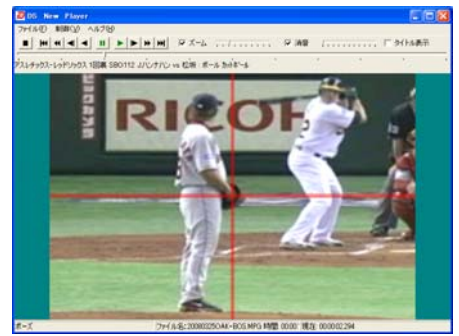 DS New Player
ファイル(F) 制御(V) ヘルプ(H)
ズーム 消音 タイトル表示
アスレチックス-レッドソックス 1回裏 SBO:112 J.ハンナハン vs 松坂 : ボール カットボール
RICOH
ポーズ ファイル名:20080325OAK-BOS.MPG 時間 00:00 現在 00:00:02.294